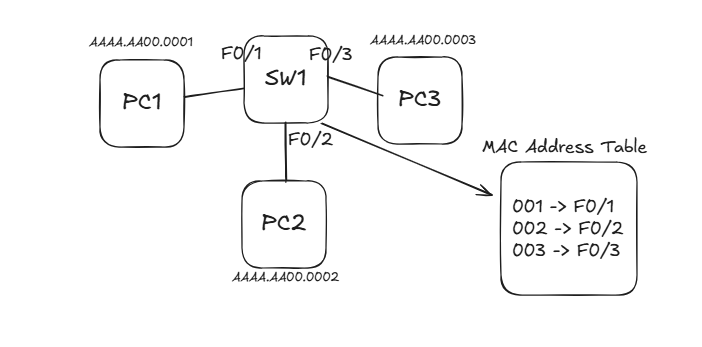 AAAA.AA00.0001
AAAA.AA00.0003
F0/1
F0/3
SW1
PC1
PC3
F0/2
MAC Address Table
001 -> F0/1
002 -> F0/2
003 -> F0/3
PC2
AAAA.AA00.0002